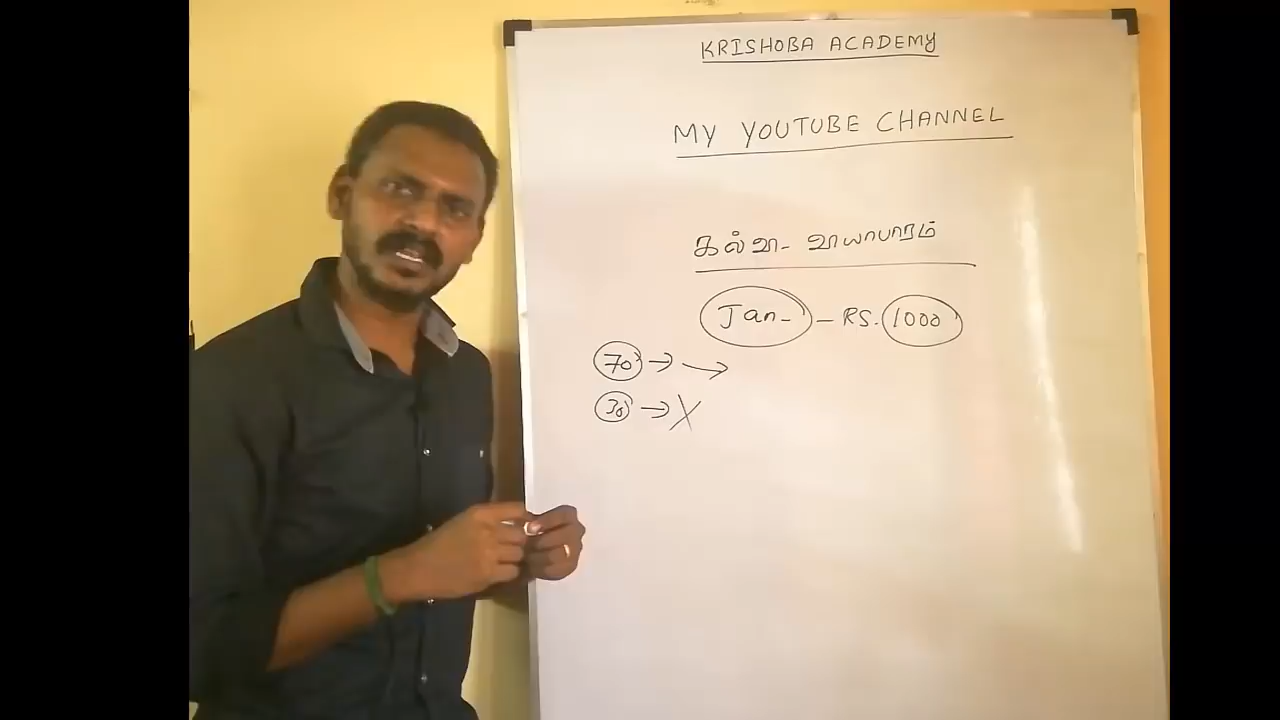 KRISHOBA ACADEMY
MY YOUTUBE CHANNEL
கல்வி வியாபாரம்
Jan - RS. 1000
70 → →
30 → X